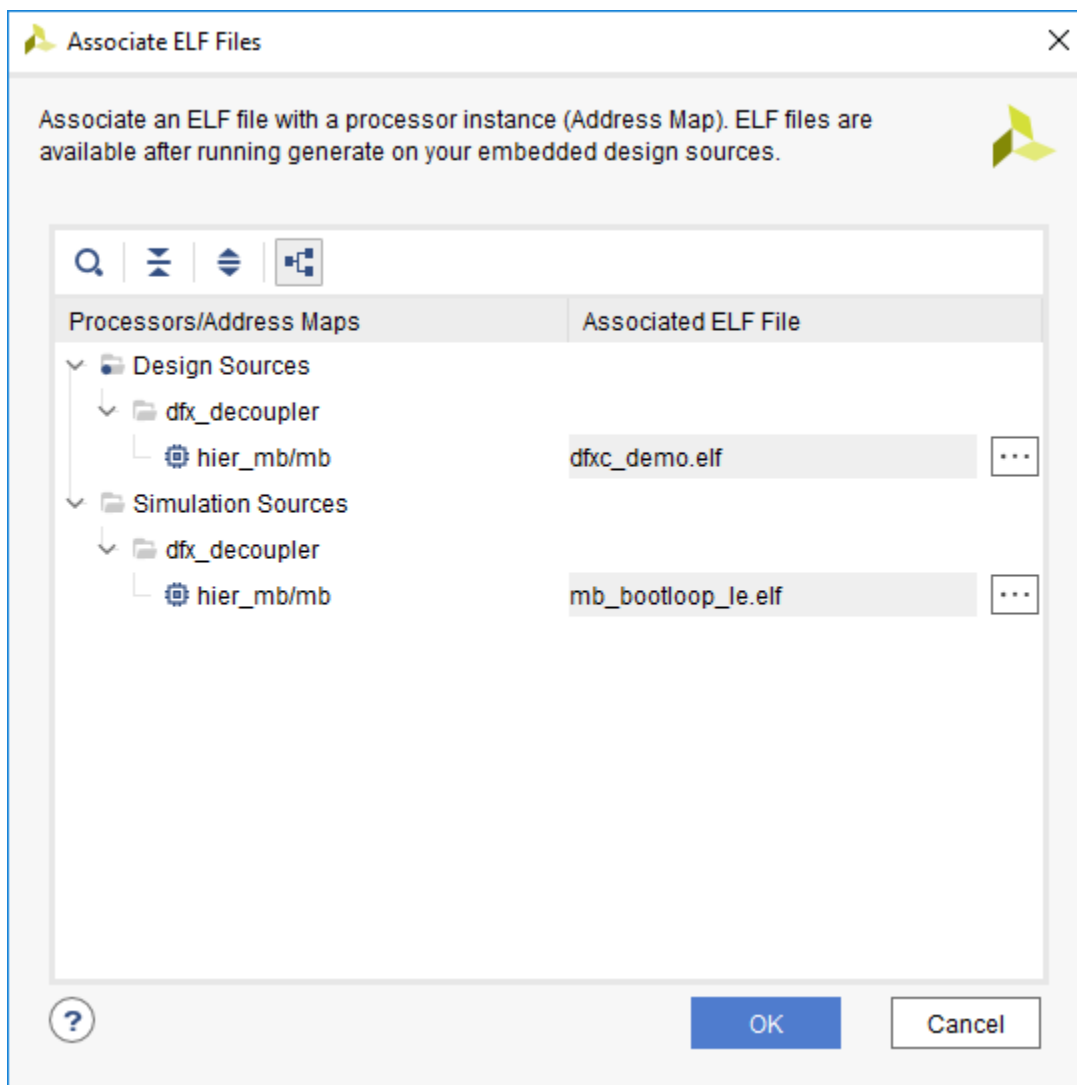 Associate ELF Files
Associate an ELF file with a processor instance (Address Map). ELF files are
available after running generate on your embedded design sources.
Processors/Address Maps Associated ELF File
Design Sources
dfx_decoupler
hier_mb/mb dfxc_demo.elf ...
Simulation Sources
dfx_decoupler
hier_mb/mb mb_bootloop_le.elf ...
? OK Cancel